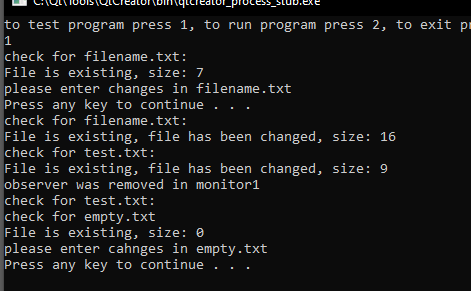 C:\Qt\Tools\QtCreator\bin\qtcreator_process_stub.exe
to test program press 1, to run program press 2, to exit pr
1
check for filename.txt:
File is existing, size: 7
please enter changes in filename.txt
Press any key to continue . . .
check for filename.txt:
File is existing, file has been changed, size: 16
check for test.txt:
File is existing, file has been changed, size: 9
observer was removed in monitor1
check for test.txt:
check for empty.txt
File is existing, size: 0
please enter cahnges in empty.txt
Press any key to continue . . .